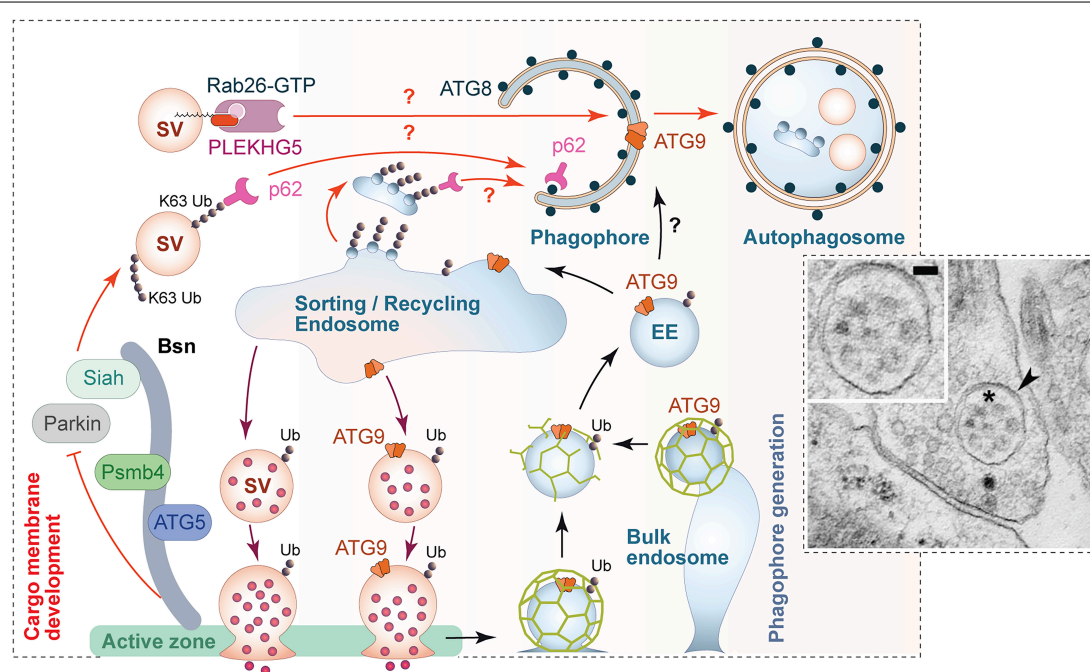 Rab26-GTP
SV
PLEKHG5
?
?
ATG8
ATG9
p62
p62
K63 Ub
SV
K63 Ub
?
Phagophore
?
Autophagosome
Sorting / Recycling
Endosome
ATG9
EE
Bsn
Siah
Parkin
Psmb4
ATG5
Cargo membrane
development
Ub
SV
Ub
ATG9
Ub
ATG9
Ub
Ub
ATG9
Ub
Bulk
endosome
Phagophore generation
Active zone
*